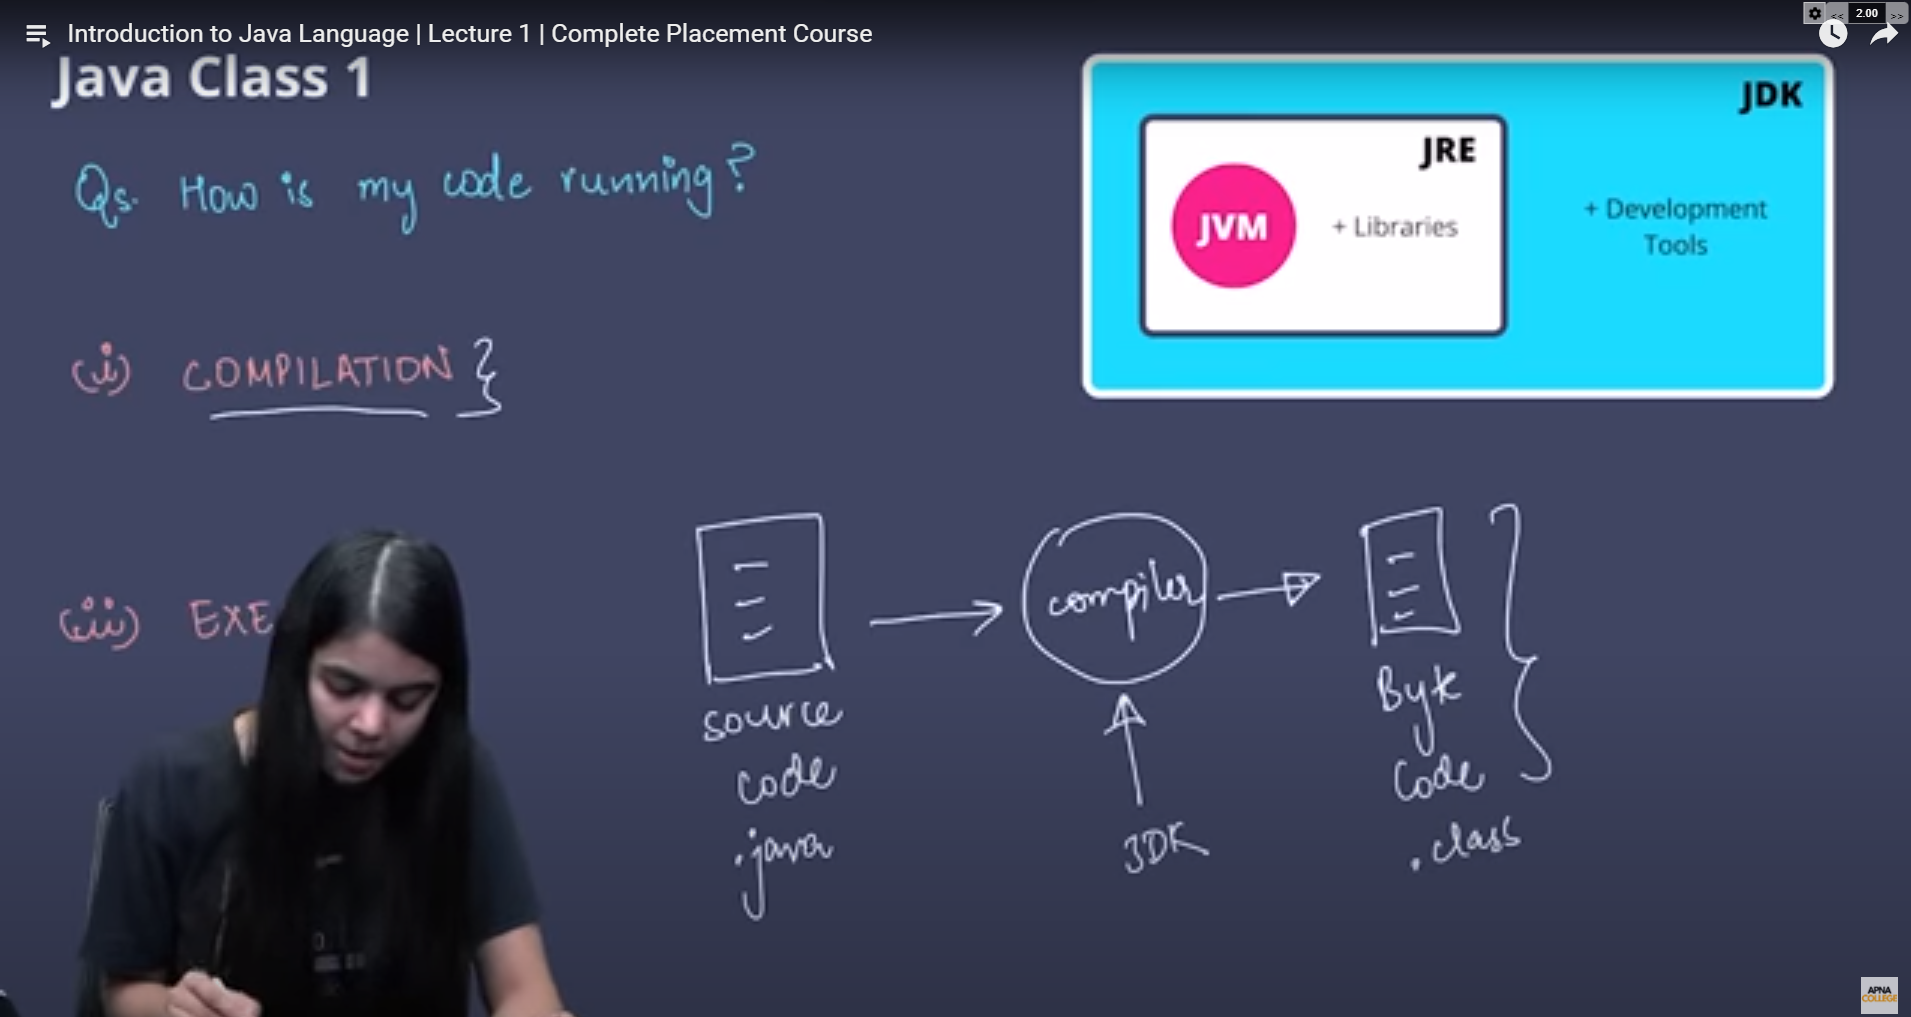 Introduction to Java Language | Lecture 1 | Complete Placement Course
<< 2.00 >>
Java Class 1
JDK
JRE
JVM
+ Libraries
+ Development
Tools
Qs. How is my code running?
(i) COMPILATION }
(ii) EXE
source
code
.java
compiler
JDK
Byte
Code
.class
APNA
COLLEGE